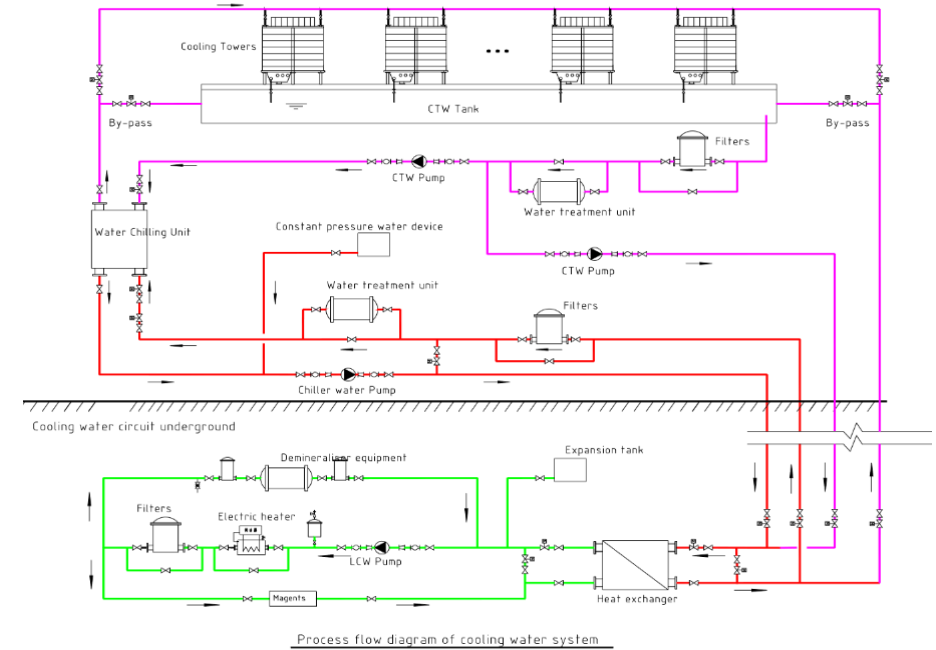 Cooling Towers
CTW Tank
By-pass
By-pass
Filters
CTW Pump
Water treatment unit
Water Chilling Unit
Constant pressure water device
CTW Pump
Water treatment unit
Filters
Chiller water Pump
Cooling water circuit underground
Expansion tank
Demineraliser equipment
Filters
Electric heater
LCW Pump
Magents
Heat exchanger
Process flow diagram of cooling water system